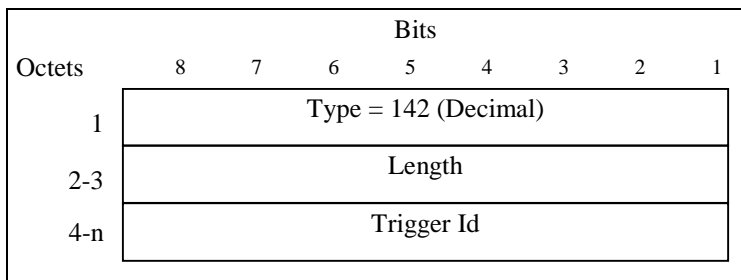 Bits
Octets 8 7 6 5 4 3 2 1
1 Type = 142 (Decimal)
2-3 Length
4-n Trigger Id